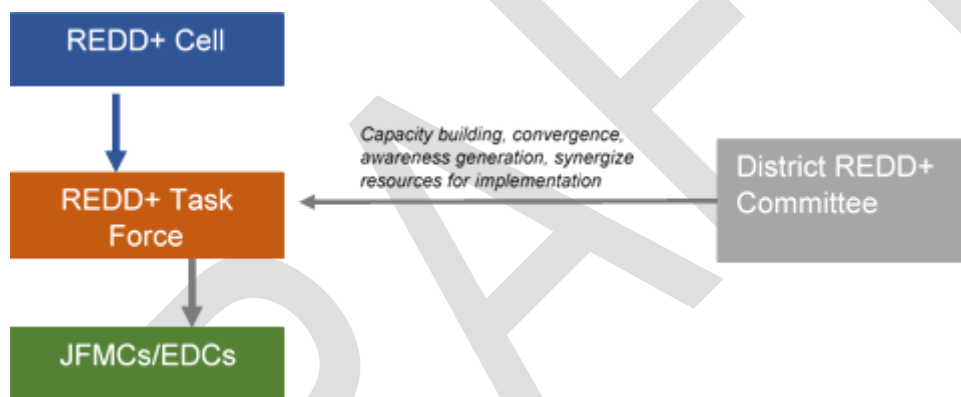 REDD+ Cell
Capacity building, convergence,
awareness generation, synergize
resources for implementation
District REDD+
Committee
REDD+ Task
Force
JFMCs/EDCs